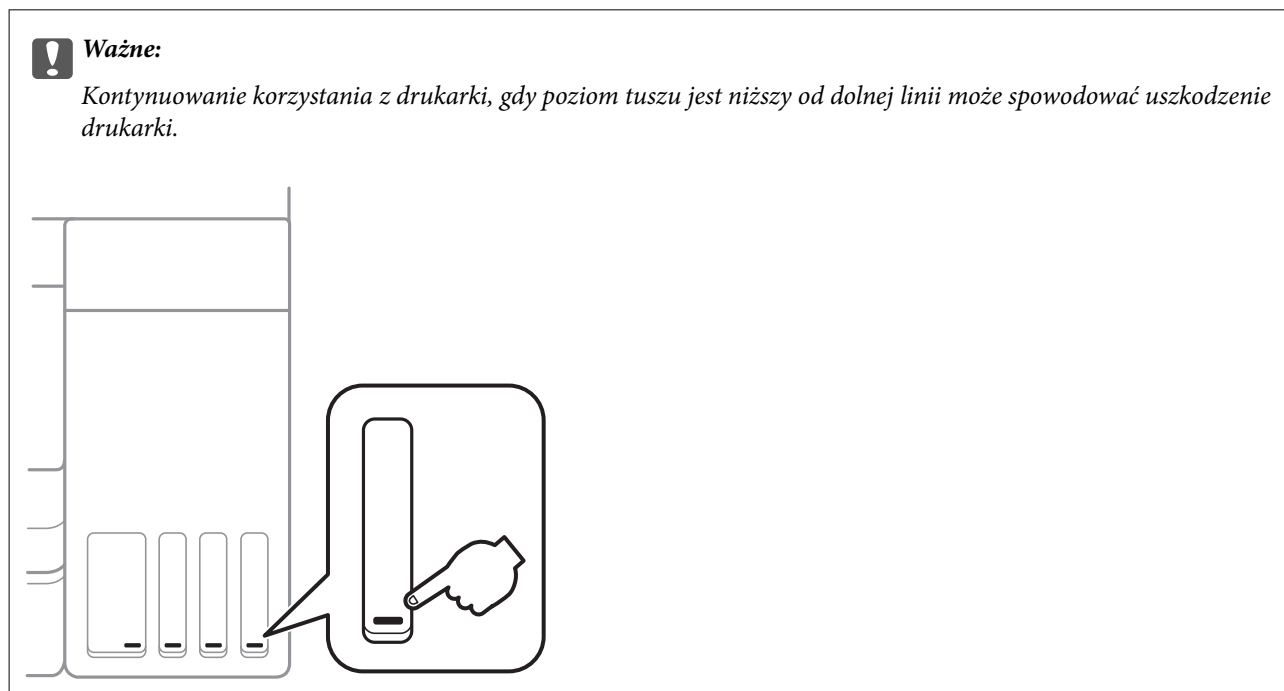 Ważne:
Kontynuowanie korzystania z drukarki, gdy poziom tuszu jest niższy od dolnej linii może spowodować uszkodzenie
drukarki.